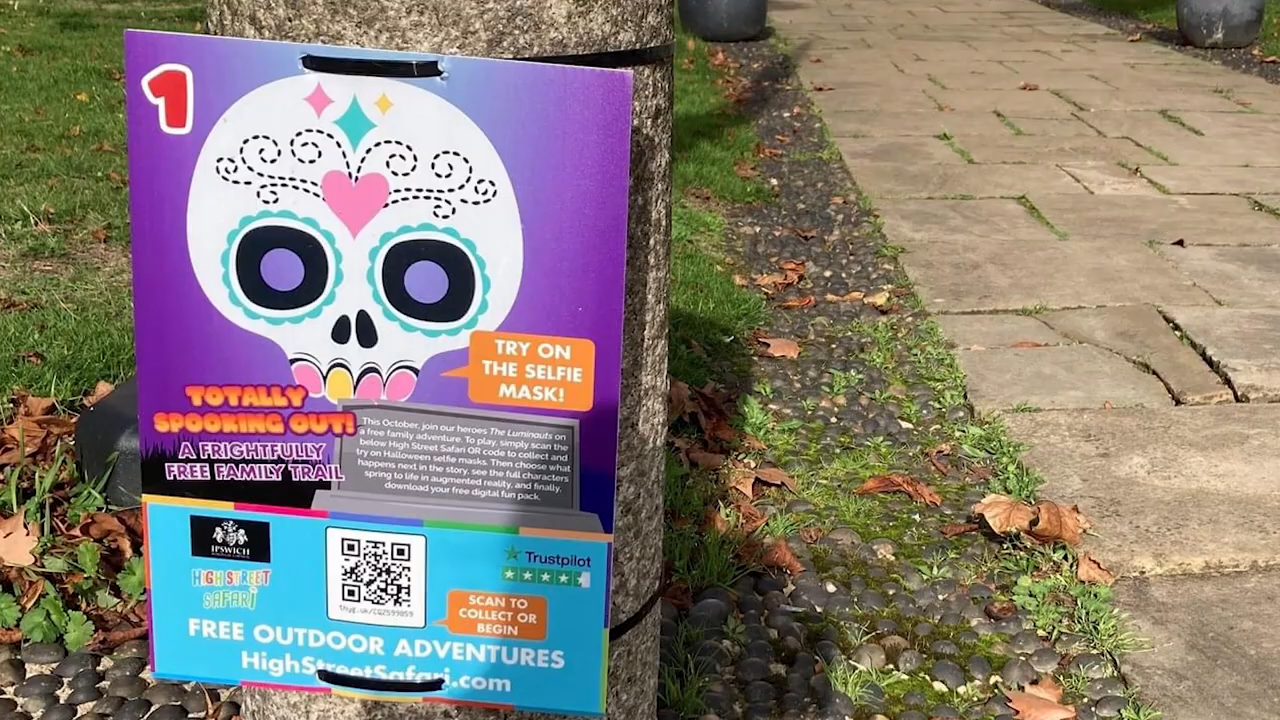 1
TRY ON
THE SELFIE
MASK!
TOTALLY
SPOOKING OUT!
A FRIGHTFULLY
FREE FAMILY TRAIL
This October, join our heroes The Luminauts on
a free family adventure. To play, simply scan the
below High Street Safari QR code to collect and
try on Halloween selfie masks. Then choose what
happens next in the story, see the full characters
spring to life in augmented reality, and finally,
download your free digital fun pack.
IPSWICH
HIGH STREET
SAFARI
Trustpilot
SCAN TO
COLLECT OR
BEGIN
FREE OUTDOOR ADVENTURES
HighStreetSafari.com